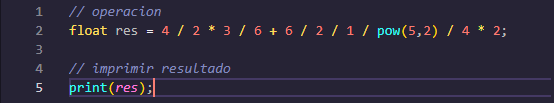 1 // operacion
2 float res = 4 / 2 * 3 / 6 + 6 / 2 / 1 / pow(5,2) / 4 * 2;
3
4 // imprimir resultado
5 print(res);